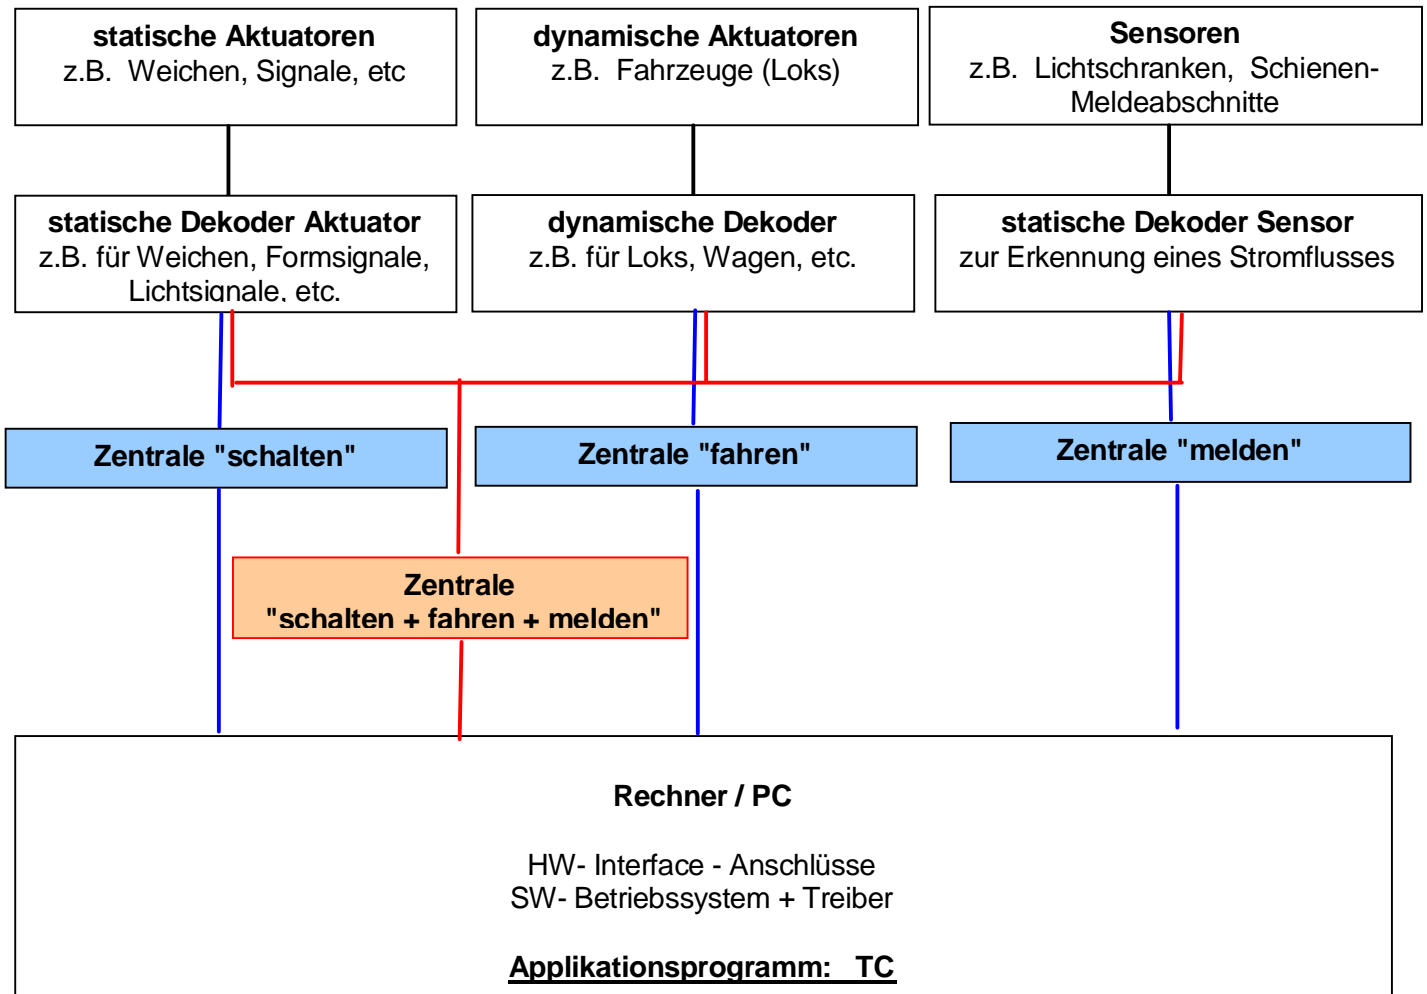 statische Aktuatoren
z.B. Weichen, Signale, etc
dynamische Aktuatoren
z.B. Fahrzeuge (Loks)
Sensoren
z.B. Lichtschranken, Schienen-
Meldeabschnitte
statische Dekoder Aktuator
z.B. für Weichen, Formsignale,
Lichtsignale, etc.
dynamische Dekoder
z.B. für Loks, Wagen, etc.
statische Dekoder Sensor
zur Erkennung eines Stromflusses
Zentrale "schalten"
Zentrale "fahren"
Zentrale "melden"
Zentrale
"schalten + fahren + melden"
Rechner / PC
HW- Interface - Anschlüsse
SW- Betriebssystem + Treiber
Applikationsprogramm: TC